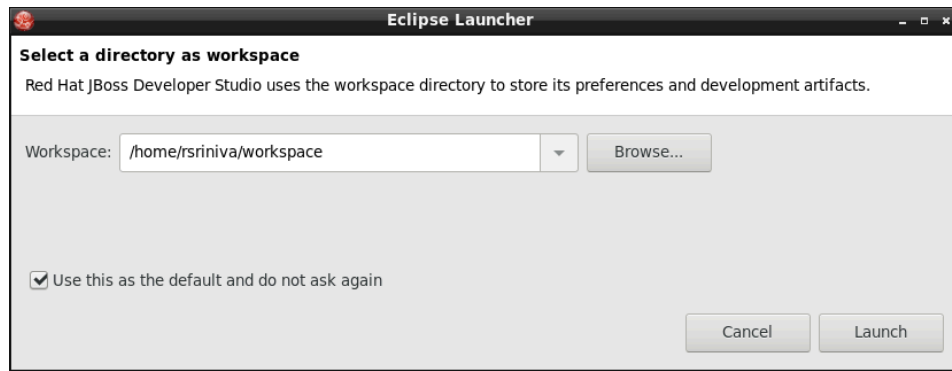 Eclipse Launcher
Select a directory as workspace
Red Hat JBoss Developer Studio uses the workspace directory to store its preferences and development artifacts.
Workspace: /home/rsriniva/workspace Browse...
Use this as the default and do not ask again
Cancel Launch